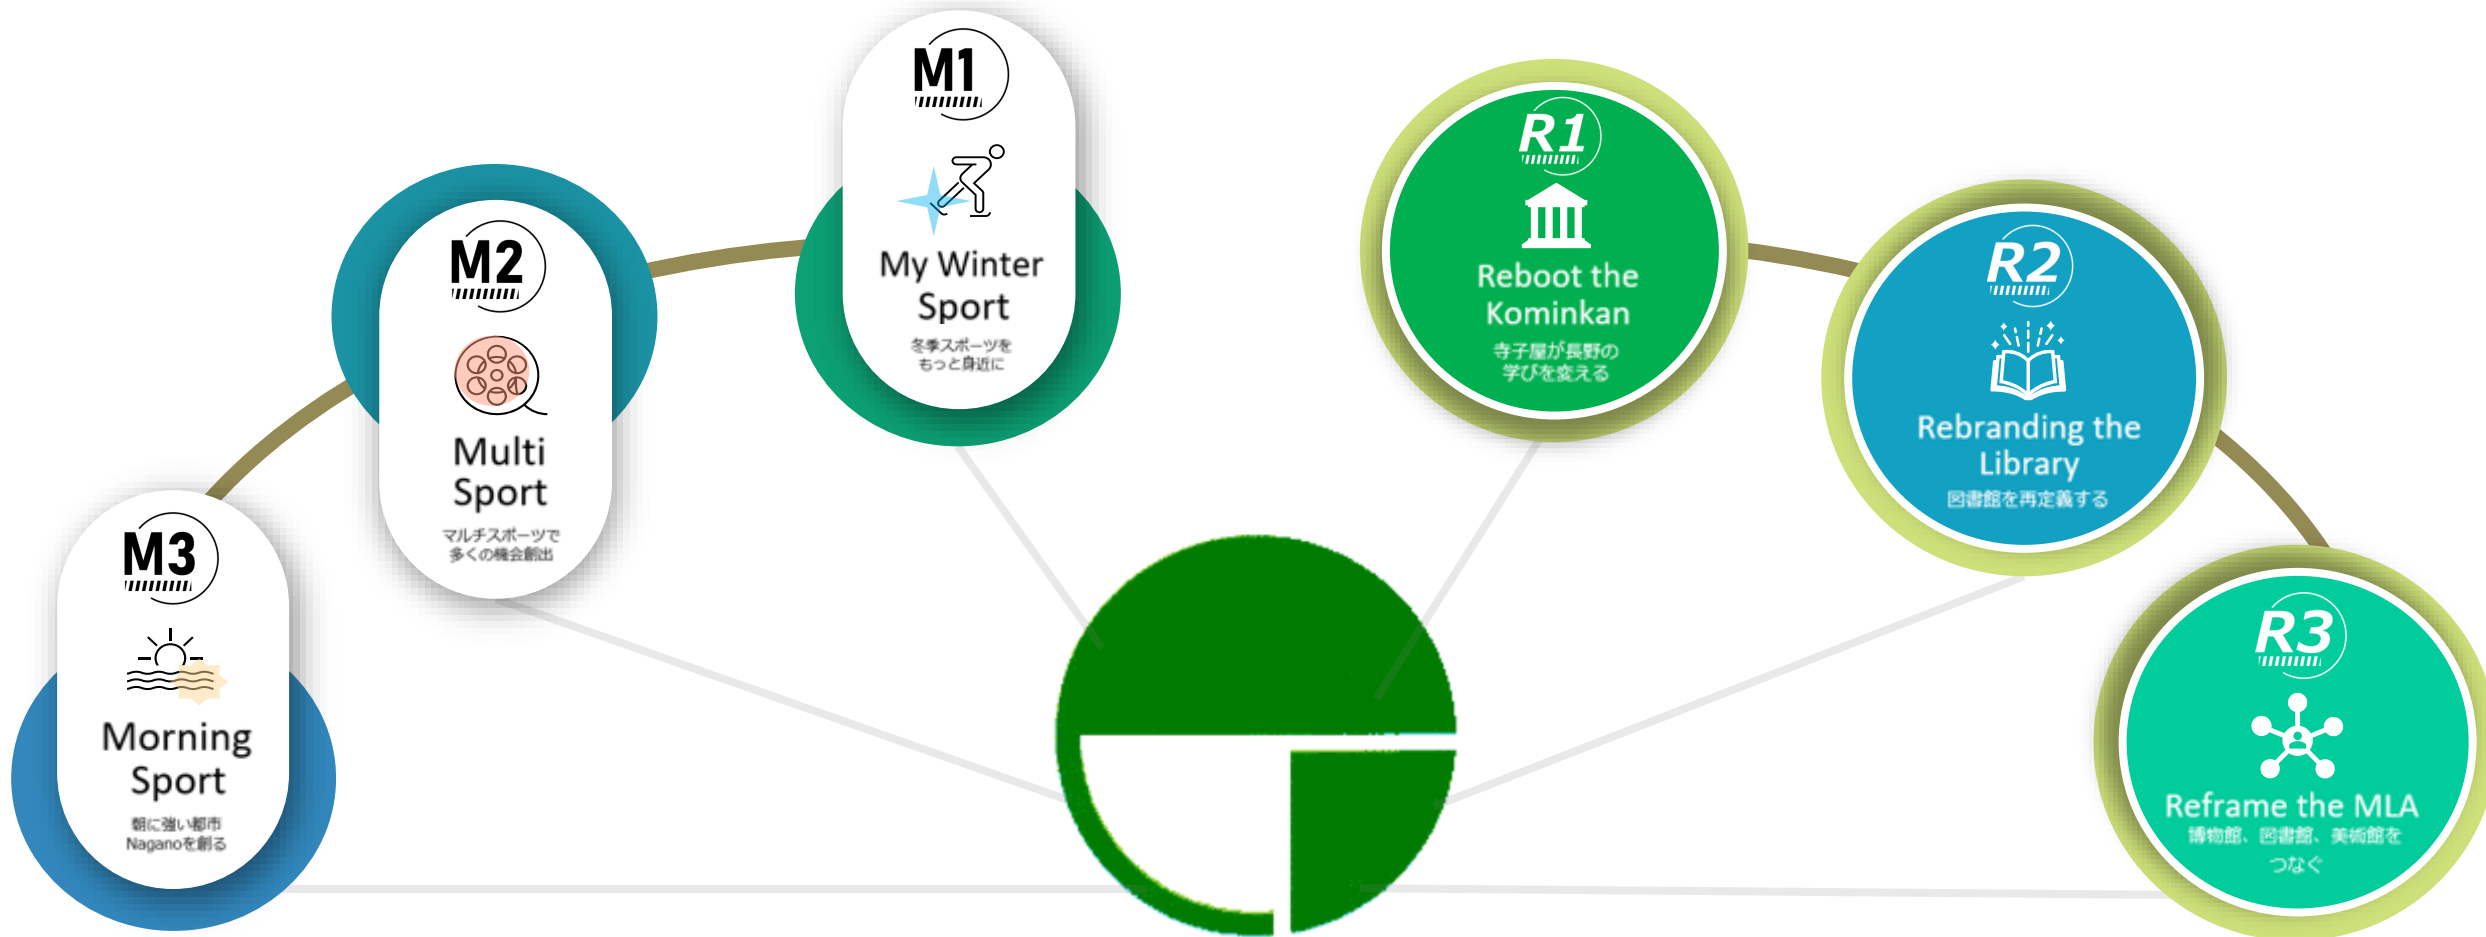 M1
My Winter
Sport
冬季スポーツを
もっと身近に
M2
Multi
Sport
マルチスポーツで
多くの機会創出
M3
Morning
Sport
朝に強い都市
Naganoを創る
R1
Reboot the
Kominkan
寺子屋が長野の
学びを変える
R2
Rebranding the
Library
図書館を再定義する
R3
Reframe the MLA
博物館、図書館、美術館を
つなぐ